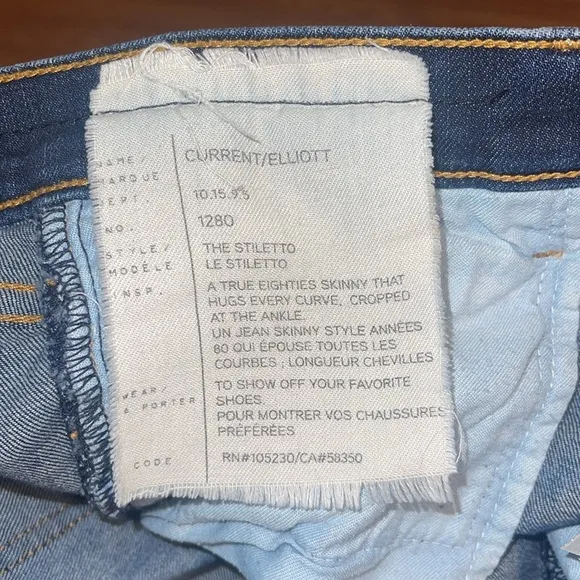 NAME/ CURRENT/ELLIOTT
MARQUE
DEPT. 10.15.95
NO. 1280
STYLE/ THE STILETTO
MODÈLE LE STILETTO
INSP. A TRUE EIGHTIES SKINNY THAT
HUGS EVERY CURVE, CROPPED
AT THE ANKLE.
UN JEAN SKINNY STYLE ANNÉES
80 QUI ÉPOUSE TOUTES LES
COURBES ; LONGUEUR CHEVILLES
WEAR/ TO SHOW OFF YOUR FAVORITE
À PORTER SHOES.
POUR MONTRER VOS CHAUSSURES
PRÉFÉRÉES
CODE RN#105230/CA#58350